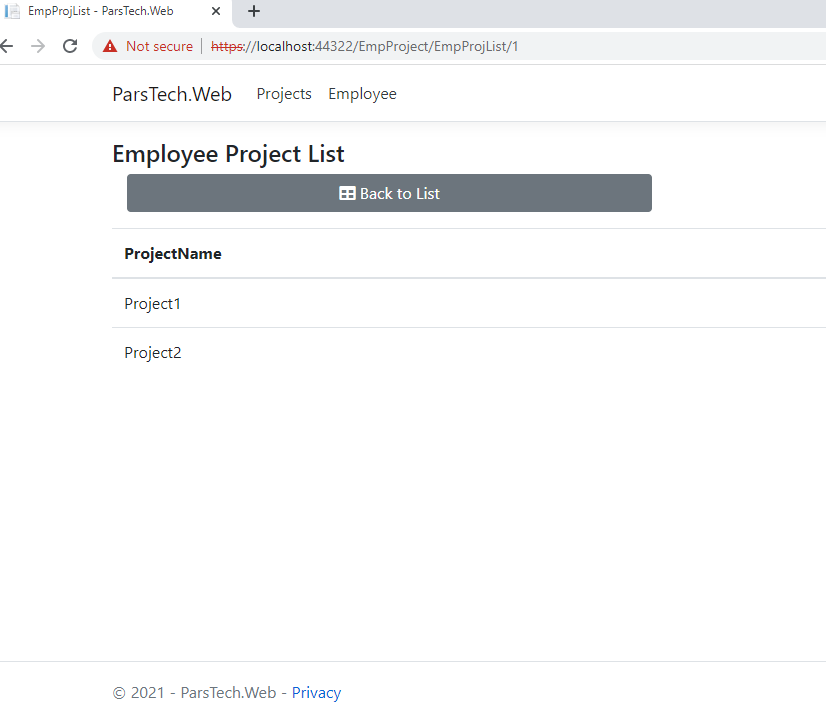 EmpProjList - ParsTech.Web
Not secure | https://localhost:44322/EmpProject/EmpProjList/1
ParsTech.Web Projects Employee
Employee Project List
Back to List
ProjectName
Project1
Project2
© 2021 - ParsTech.Web - Privacy